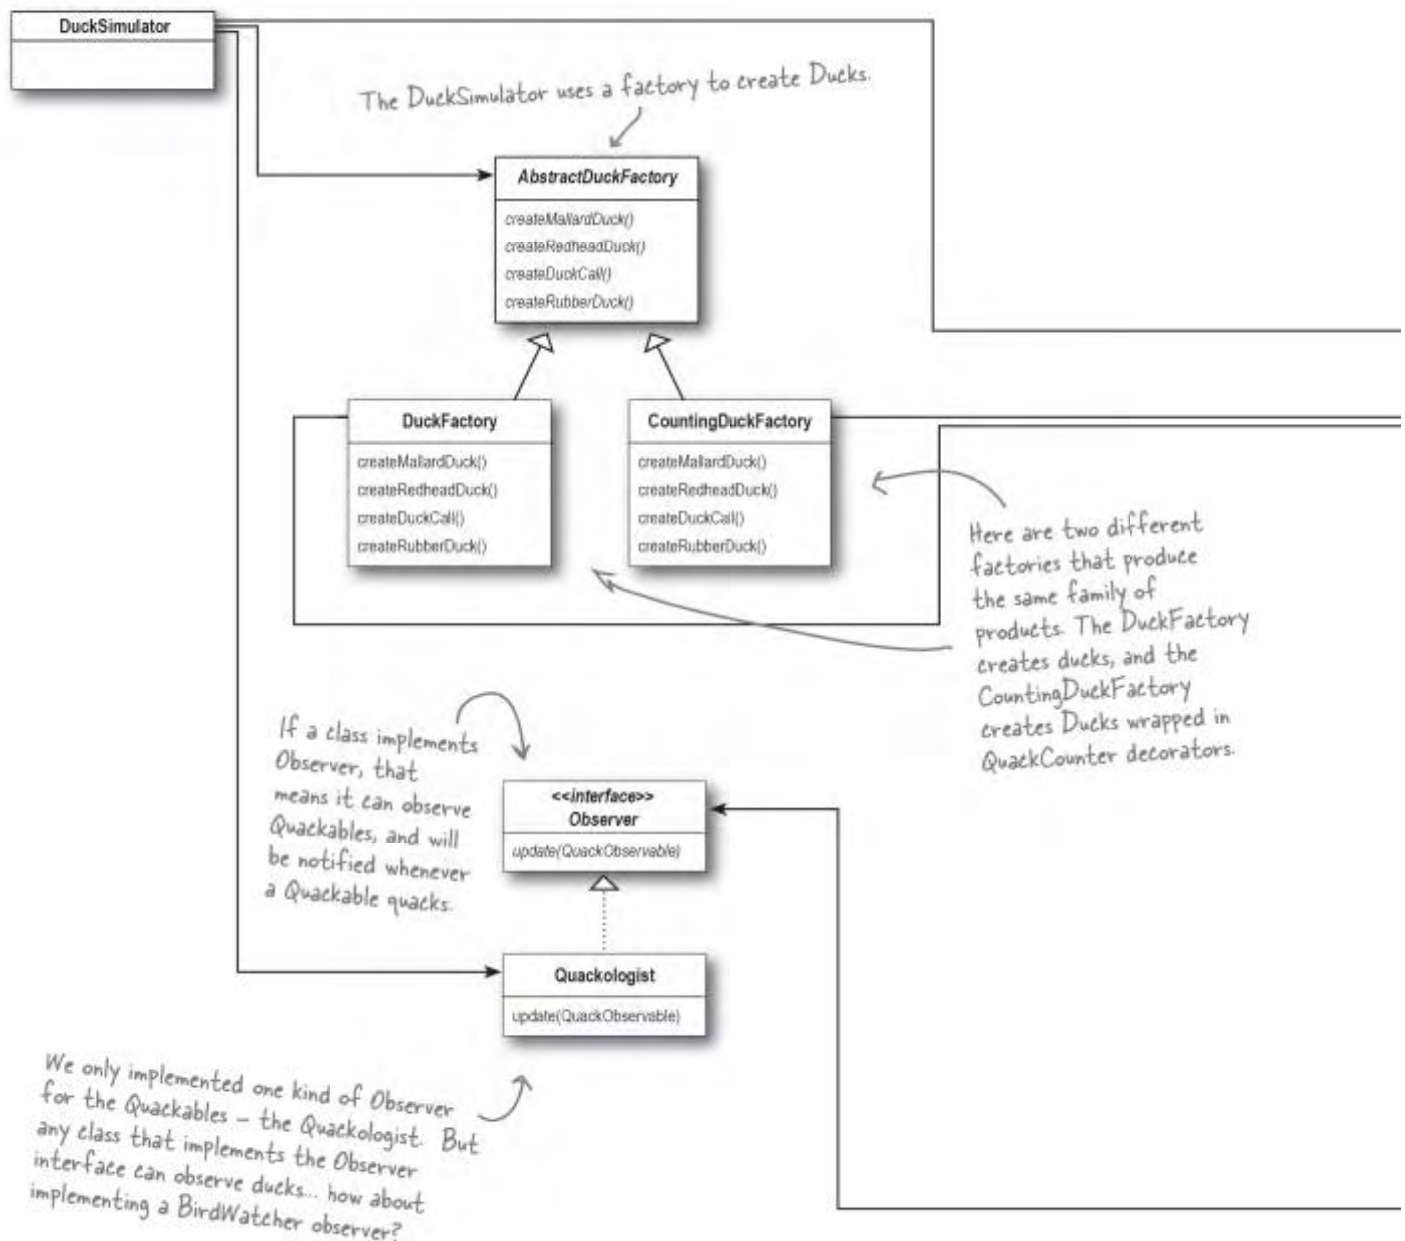 DuckSimulator
The DuckSimulator uses a factory to create Ducks.
AbstractDuckFactory
createMallardDuck()
createRedheadDuck()
createDuckCall()
createRubberDuck()
DuckFactory
createMallardDuck()
createRedheadDuck()
createDuckCall()
createRubberDuck()
CountingDuckFactory
createMallardDuck()
createRedheadDuck()
createDuckCall()
createRubberDuck()
Here are two different
factories that produce
the same family of
products. The DuckFactory
creates ducks, and the
CountingDuckFactory
creates Ducks wrapped in
QuackCounter decorators.
If a class implements
Observer, that
means it can observe
Quackables, and will
be notified whenever
a Quackable quacks.
<<interface>>
Observer
update(QuackObservable)
Quackologist
update(QuackObservable)
We only implemented one kind of Observer
for the Quackables – the Quackologist. But
any class that implements the Observer
interface can observe ducks... how about
implementing a BirdWatcher observer?